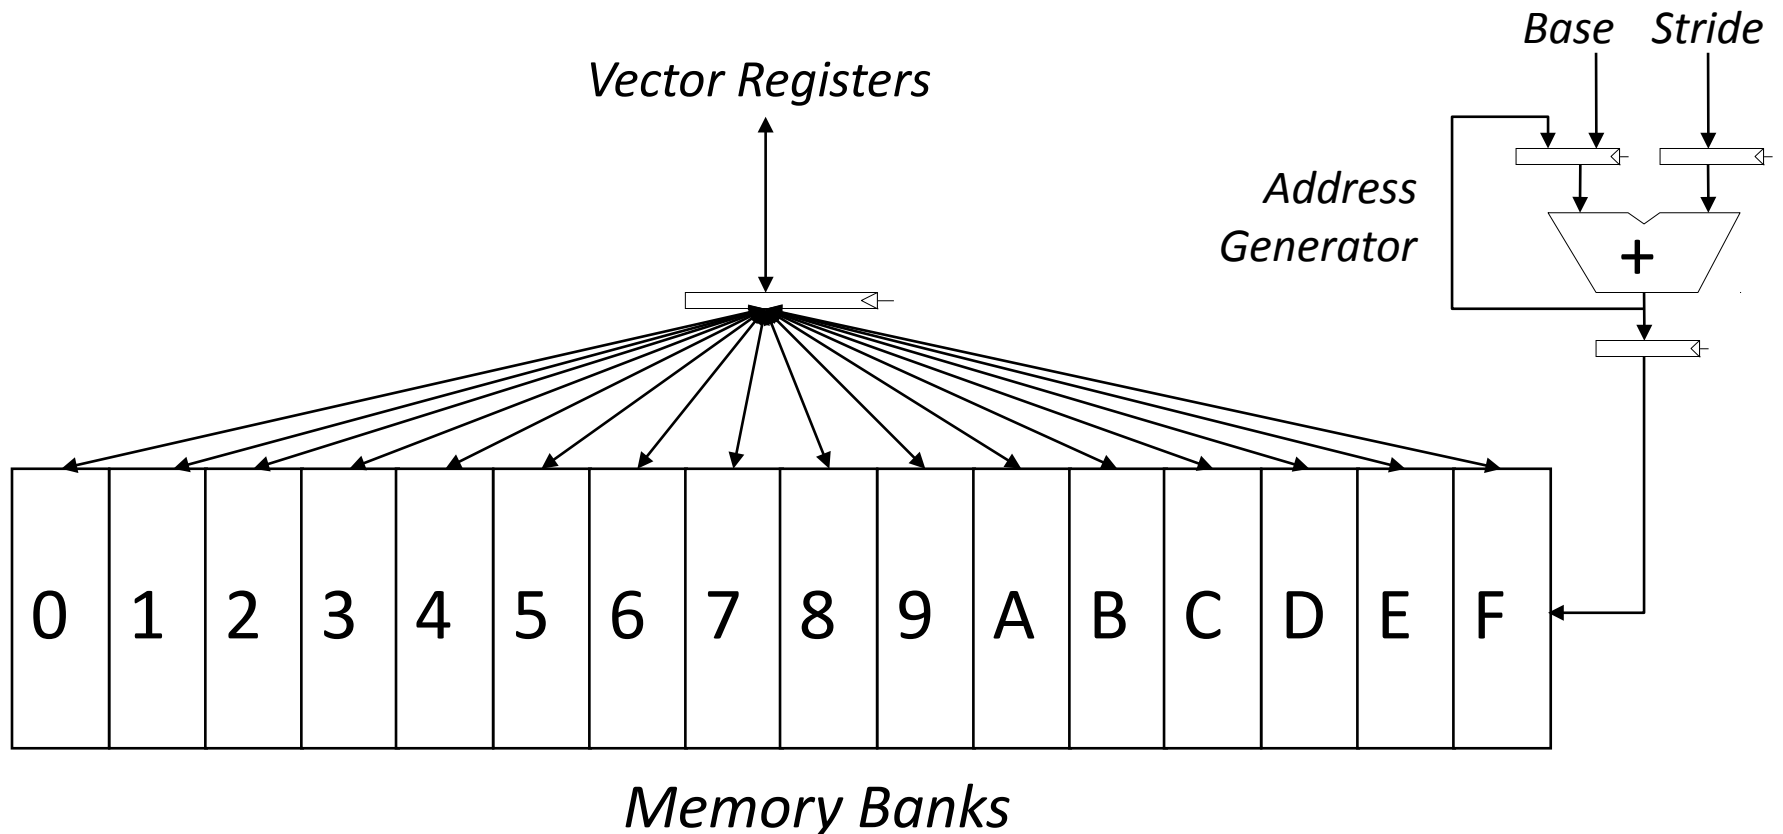 Base Stride
Vector Registers
Address
Generator
+
0 1 2 3 4 5 6 7 8 9 A B C D E F
Memory Banks